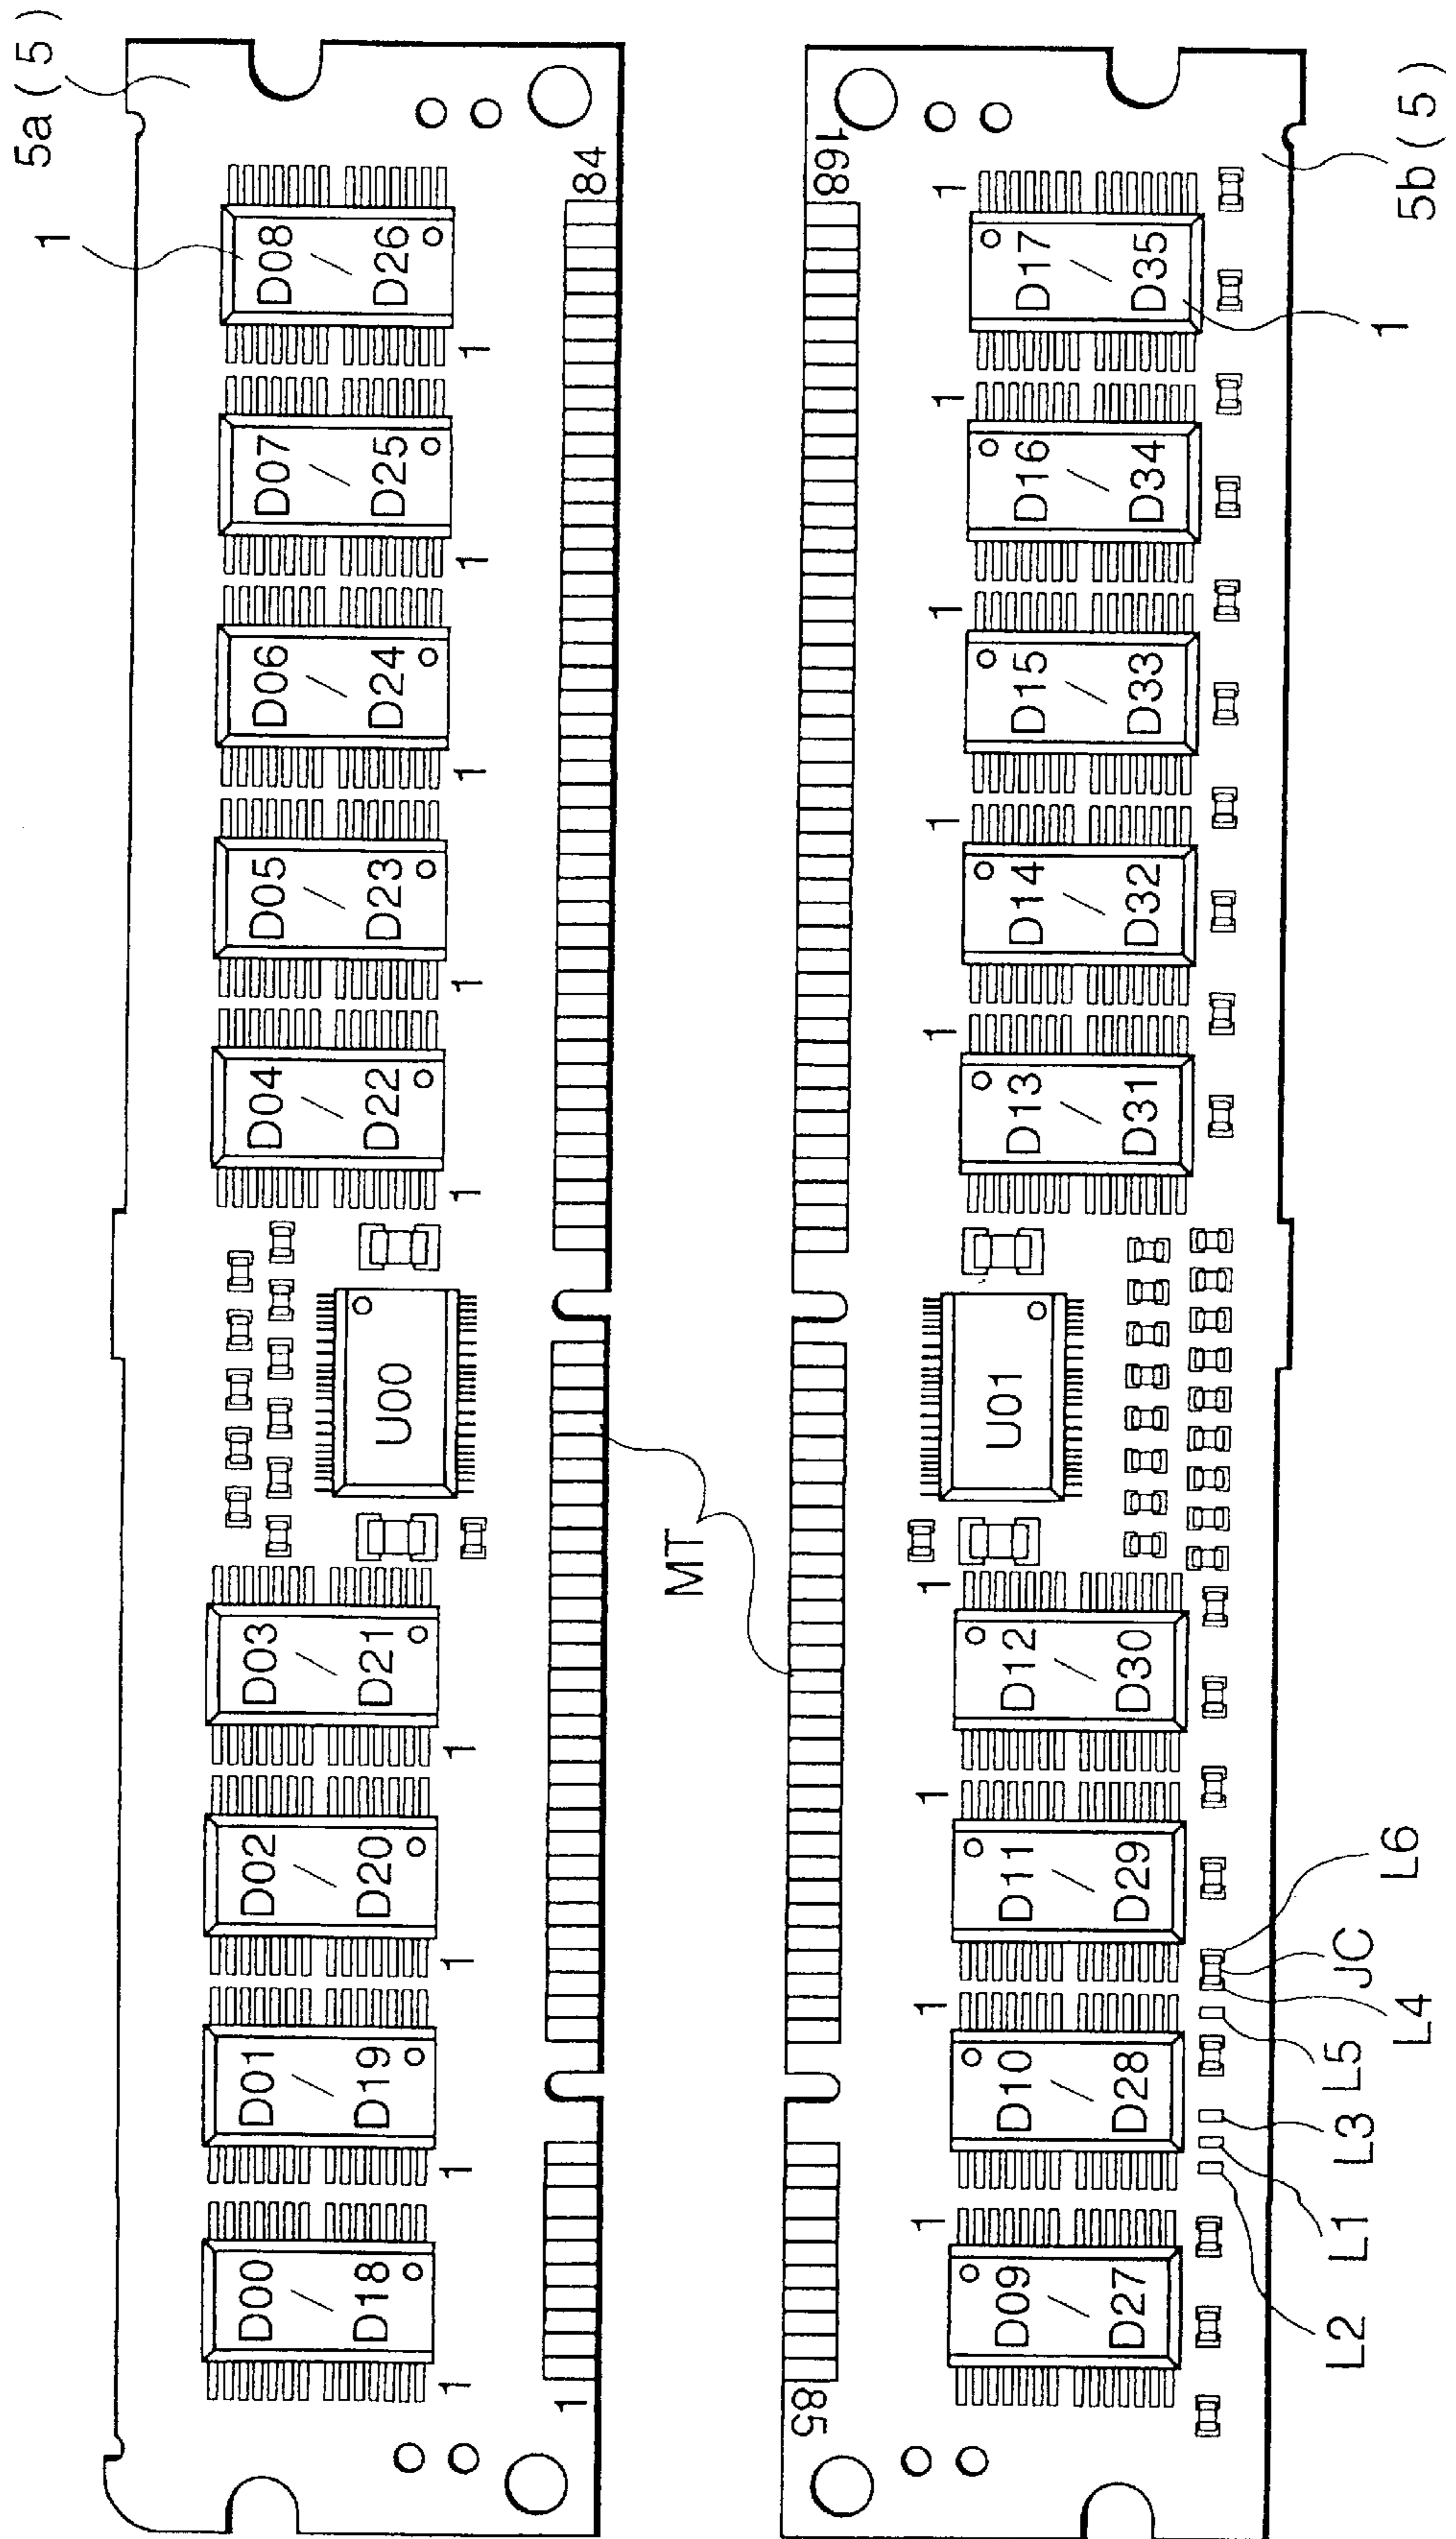 5a ( 5 )
1
D00
D18
D01
D19
D02
D20
D03
D21
U00
D04
D22
D05
D23
D06
D24
D07
D25
D08
D26
1
1
1
1
1
1
1
1
1
1
84
MT
85
168
1
1
1
1
1
1
1
1
1
D09
D27
D10
D28
D11
D29
D12
D30
U01
D13
D31
D14
D32
D15
D33
D16
D34
D17
D35
L2
L1
L3
L5
L4
JC
L6
1
5b ( 5 )